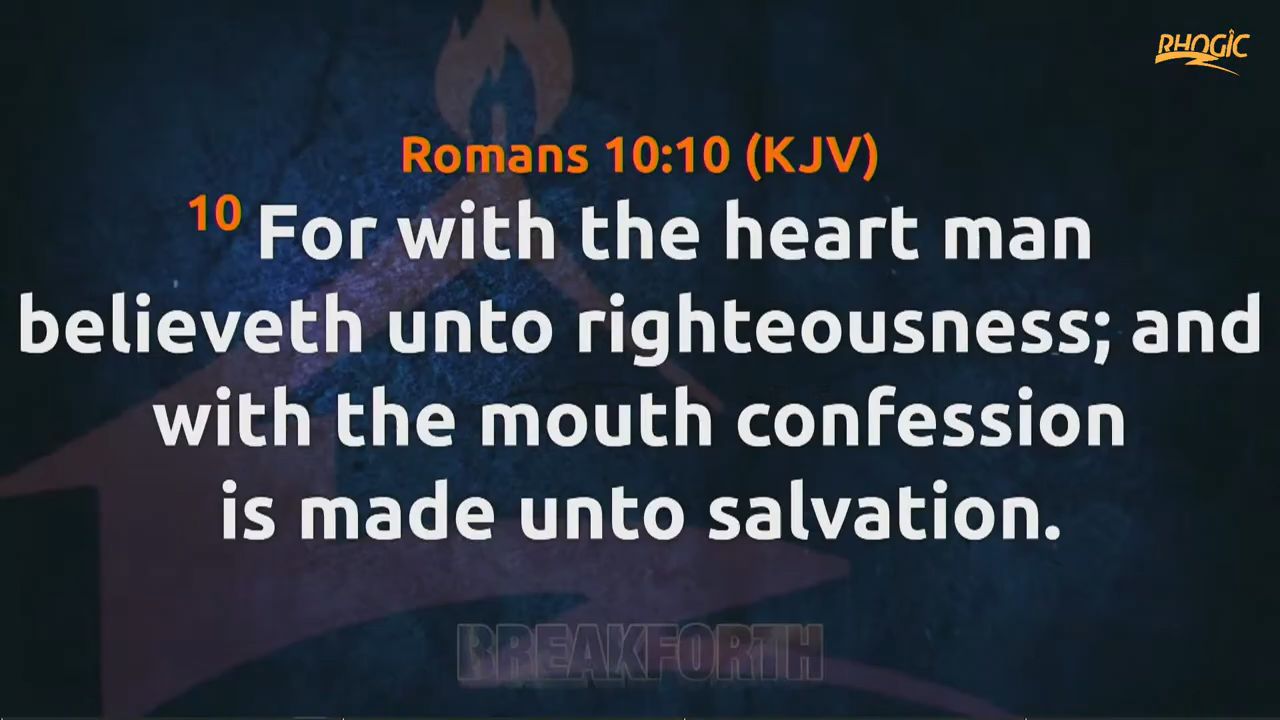 RHOGIC
Romans 10:10 (KJV)
10 For with the heart man
believeth unto righteousness; and
with the mouth confession
is made unto salvation.
BREAKFORTH